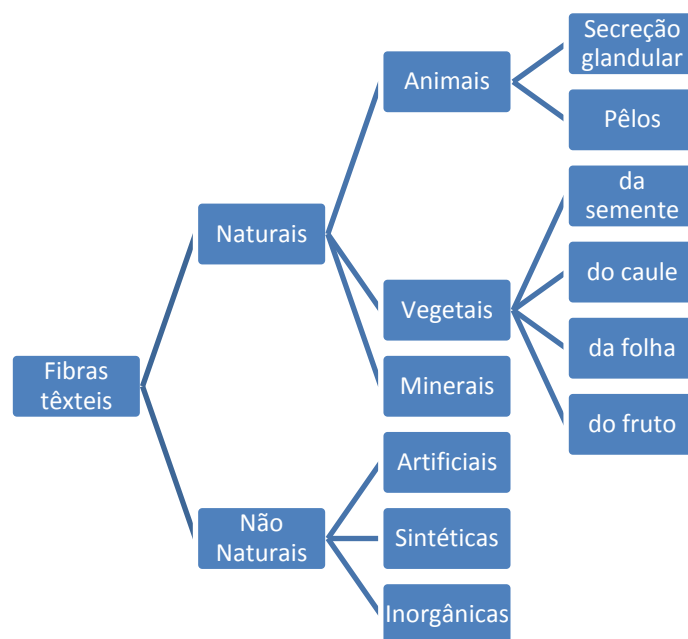 Fibras
têxteis
Naturais
Animais
Secreção
glandular
Pêlos
Vegetais
da
semente
do caule
da folha
do fruto
Minerais
Não
Naturais
Artificiais
Sintéticas
Inorgânicas